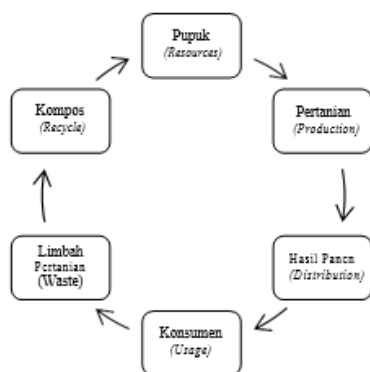 Pupuk
(Resources)
Kompos
(Recycle)
Pertanian
(Production)
Limbah
Pertanian
(Waste)
Hasil Panen
(Distribution)
Konsumen
(Usage)